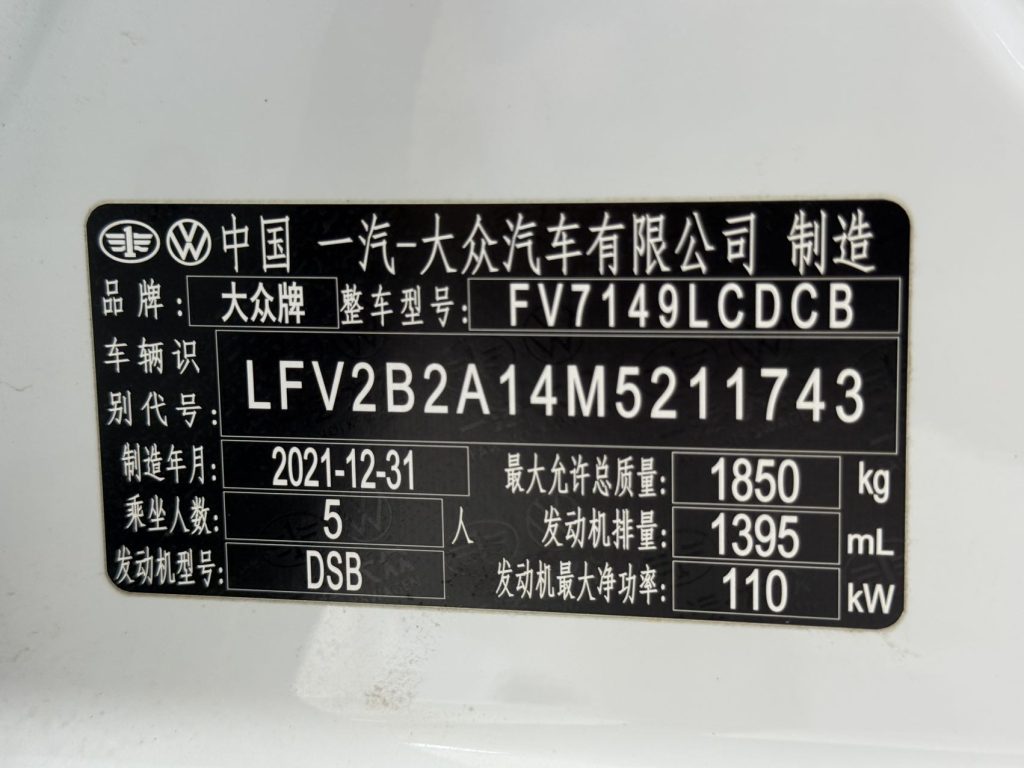 中国 一汽-大众汽车有限公司 制造
品牌: 大众牌 整车型号: FV7149LCDCB
车辆识别代号: LFV2B2A14M5211743
制造年月: 2021-12-31 最大允许总质量: 1850 kg
乘坐人数: 5 人 发动机排量: 1395 mL
发动机型号: DSB 发动机最大净功率: 110 kW